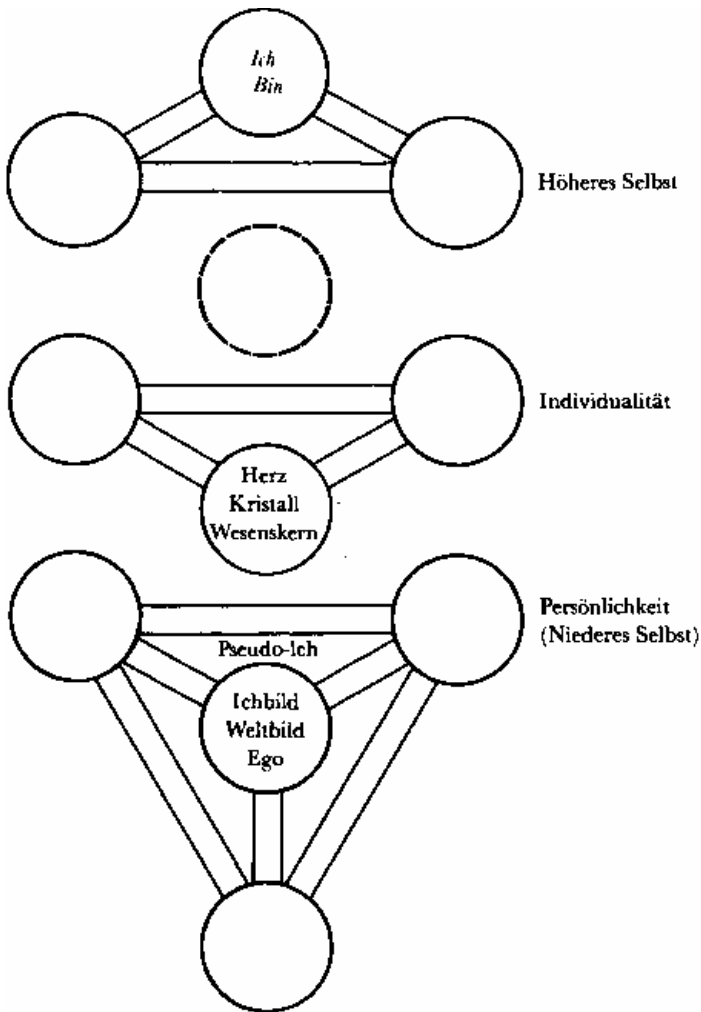 Ich
Bin
Höheres Selbst
Individualität
Herz
Kristall
Wesenskern
Persönlichkeit
(Niederes Selbst)
Pseudo-Ich
Ichbild
Weltbild
Ego